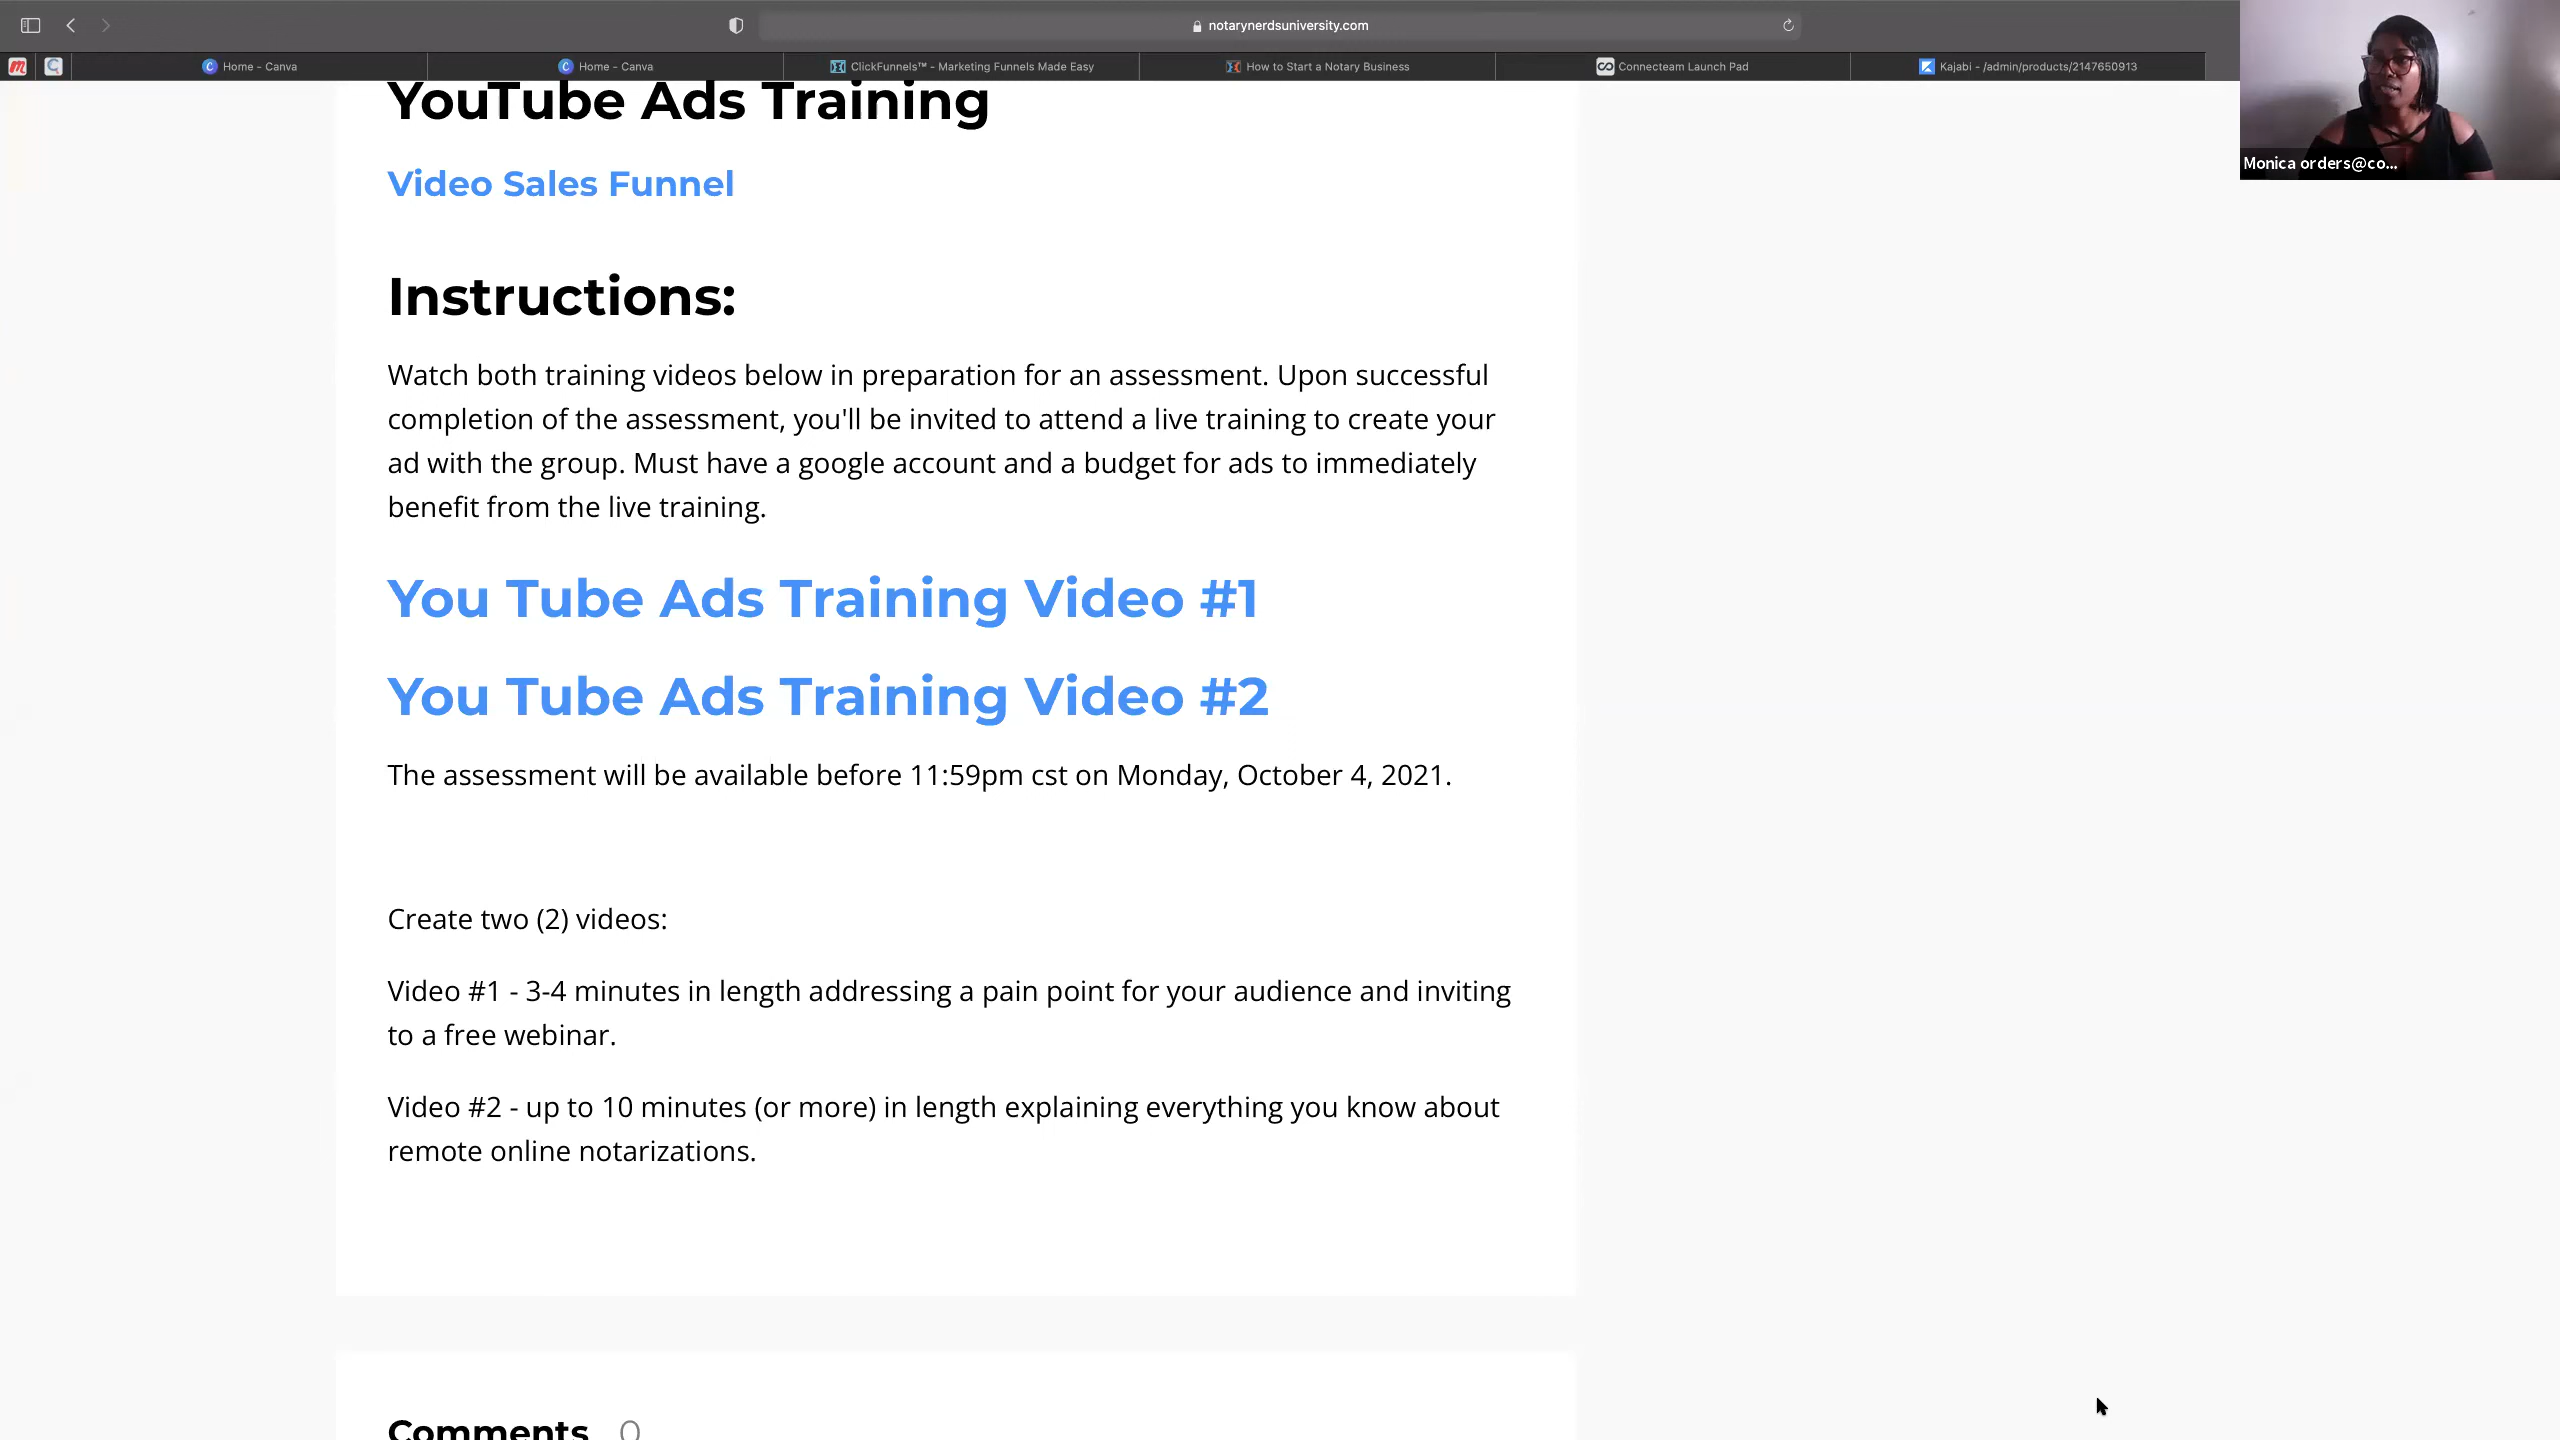 notarynerdsuniversity.com
Home - Canva
Home - Canva
ClickFunnels™ - Marketing Funnels Made Easy
How to Start a Notary Business
Connecteam Launch Pad
Kajabi - /admin/products/2147650913
Monica orders@co...
YouTube Ads Training
Video Sales Funnel
Instructions:
Watch both training videos below in preparation for an assessment. Upon successful
completion of the assessment, you'll be invited to attend a live training to create your
ad with the group. Must have a google account and a budget for ads to immediately
benefit from the live training.
You Tube Ads Training Video #1
You Tube Ads Training Video #2
The assessment will be available before 11:59pm cst on Monday, October 4, 2021.
Create two (2) videos:
Video #1 - 3-4 minutes in length addressing a pain point for your audience and inviting
to a free webinar.
Video #2 - up to 10 minutes (or more) in length explaining everything you know about
remote online notarizations.
Comments 0